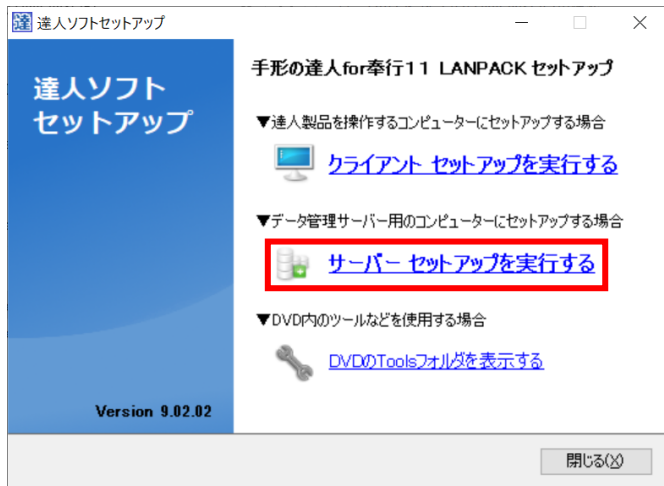 達人ソフトセットアップ
達人ソフト
セットアップ
手形の達人for奉行11 LANPACK セットアップ
▼達人製品を操作するコンピューターにセットアップする場合
クライアント セットアップを実行する
▼データ管理サーバー用のコンピューターにセットアップする場合
サーバー セットアップを実行する
▼DVD内のツールなどを使用する場合
DVDのToolsフォルダを表示する
Version 9.02.02
閉じる(X)